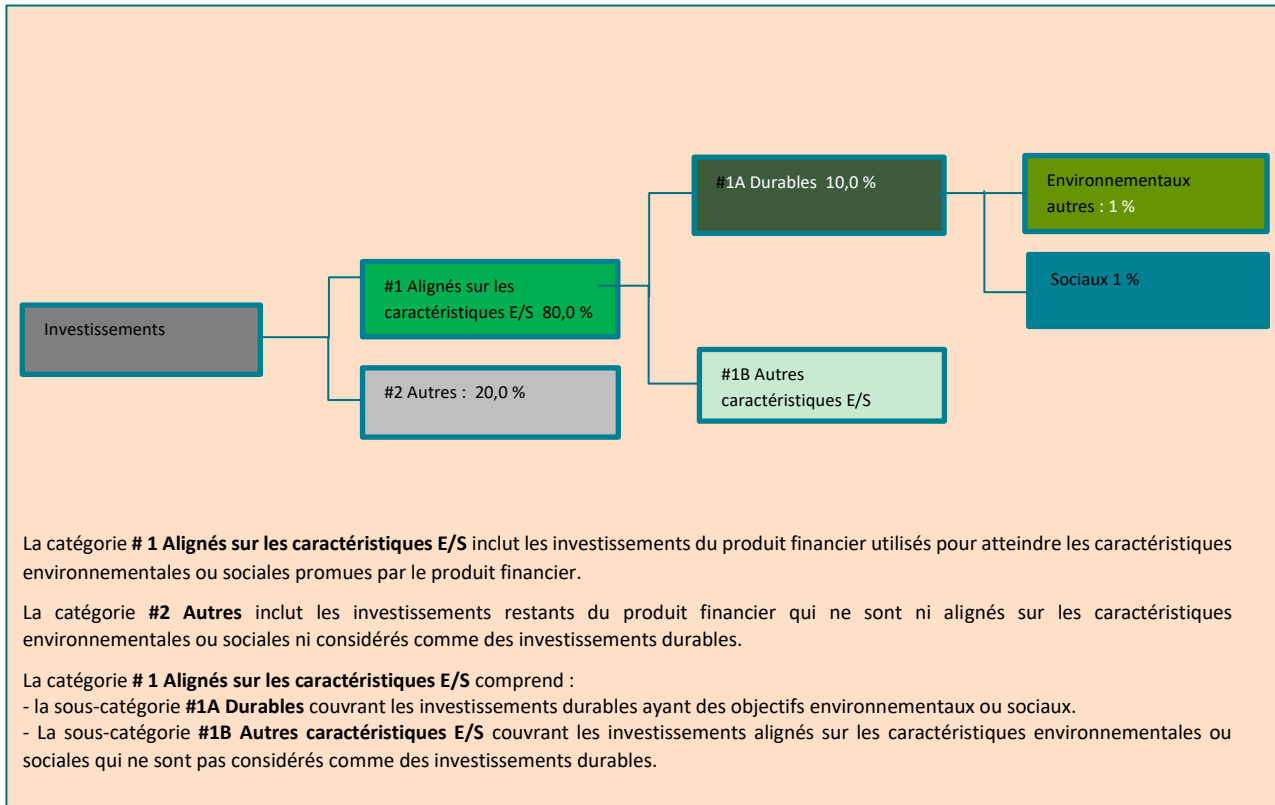 #1A Durables 10,0 %
Environnementaux
autres : 1 %
#1 Alignés sur les
caractéristiques E/S 80,0 %
Sociaux 1 %
Investissements
#2 Autres : 20,0 %
#1B Autres
caractéristiques E/S
La catégorie # 1 Alignés sur les caractéristiques E/S inclut les investissements du produit financier utilisés pour atteindre les caractéristiques
environnementales ou sociales promues par le produit financier.
La catégorie #2 Autres inclut les investissements restants du produit financier qui ne sont ni alignés sur les caractéristiques
environnementales ou sociales ni considérés comme des investissements durables.
La catégorie # 1 Alignés sur les caractéristiques E/S comprend :
- la sous-catégorie #1A Durables couvrant les investissements durables ayant des objectifs environnementaux ou sociaux.
- La sous-catégorie #1B Autres caractéristiques E/S couvrant les investissements alignés sur les caractéristiques environnementales ou
sociales qui ne sont pas considérés comme des investissements durables.